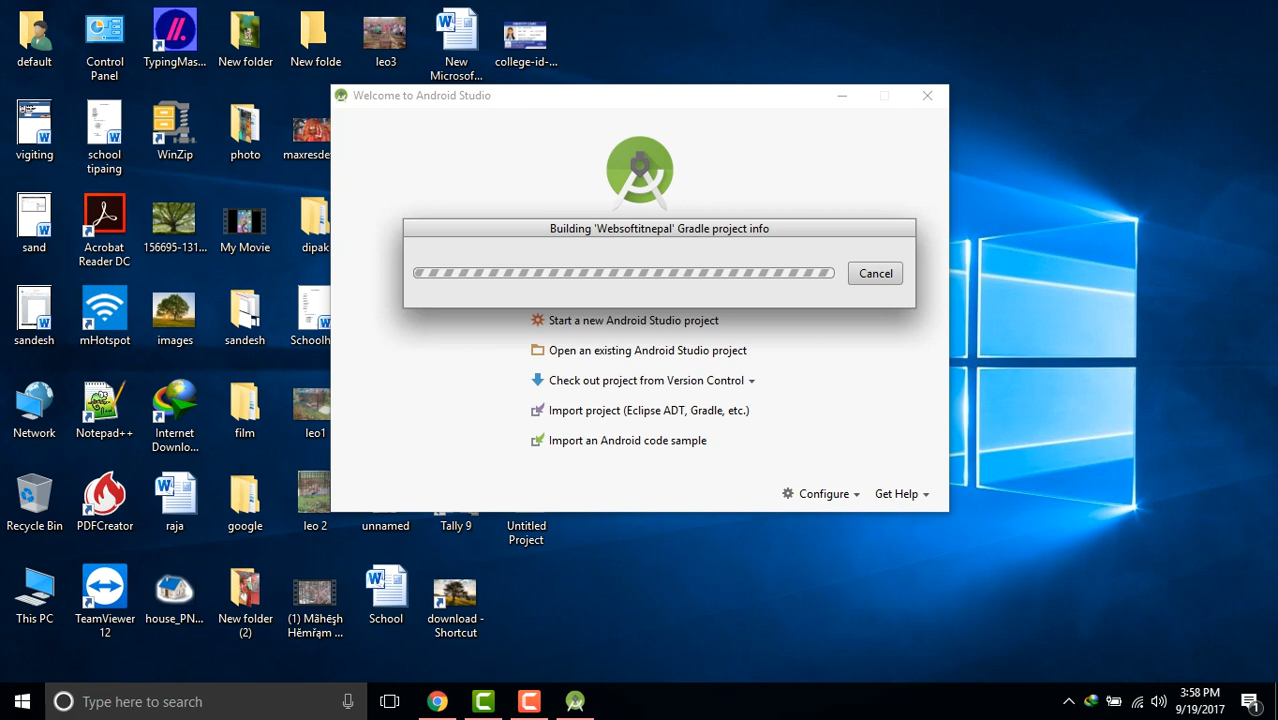 default
Control
Panel
TypingMas...
New folder
New folde
leo3
New
Microsof...
college-id-...
Welcome to Android Studio
vigiting
school
tipaing
WinZip
photo
maxresde
Building 'Websoftitnepal' Gradle project info
Cancel
sand
Acrobat
Reader DC
156695-131...
My Movie
dipak
Start a new Android Studio project
Open an existing Android Studio project
Check out project from Version Control
Import project (Eclipse ADT, Gradle, etc.)
Import an Android code sample
sandesh
mHotspot
images
sandesh
Schoolh
Network
Notepad++
Internet
Downlo...
film
leo1
Configure
Get Help
Recycle Bin
PDFCreator
raja
google
leo 2
unnamed
Tally 9
Untitled
Project
This PC
TeamViewer
12
house_PN...
New folder
(2)
(1) Mãhẽşh
Hẽmřąm ...
School
download -
Shortcut
Type here to search
3:58 PM
9/19/2017
1